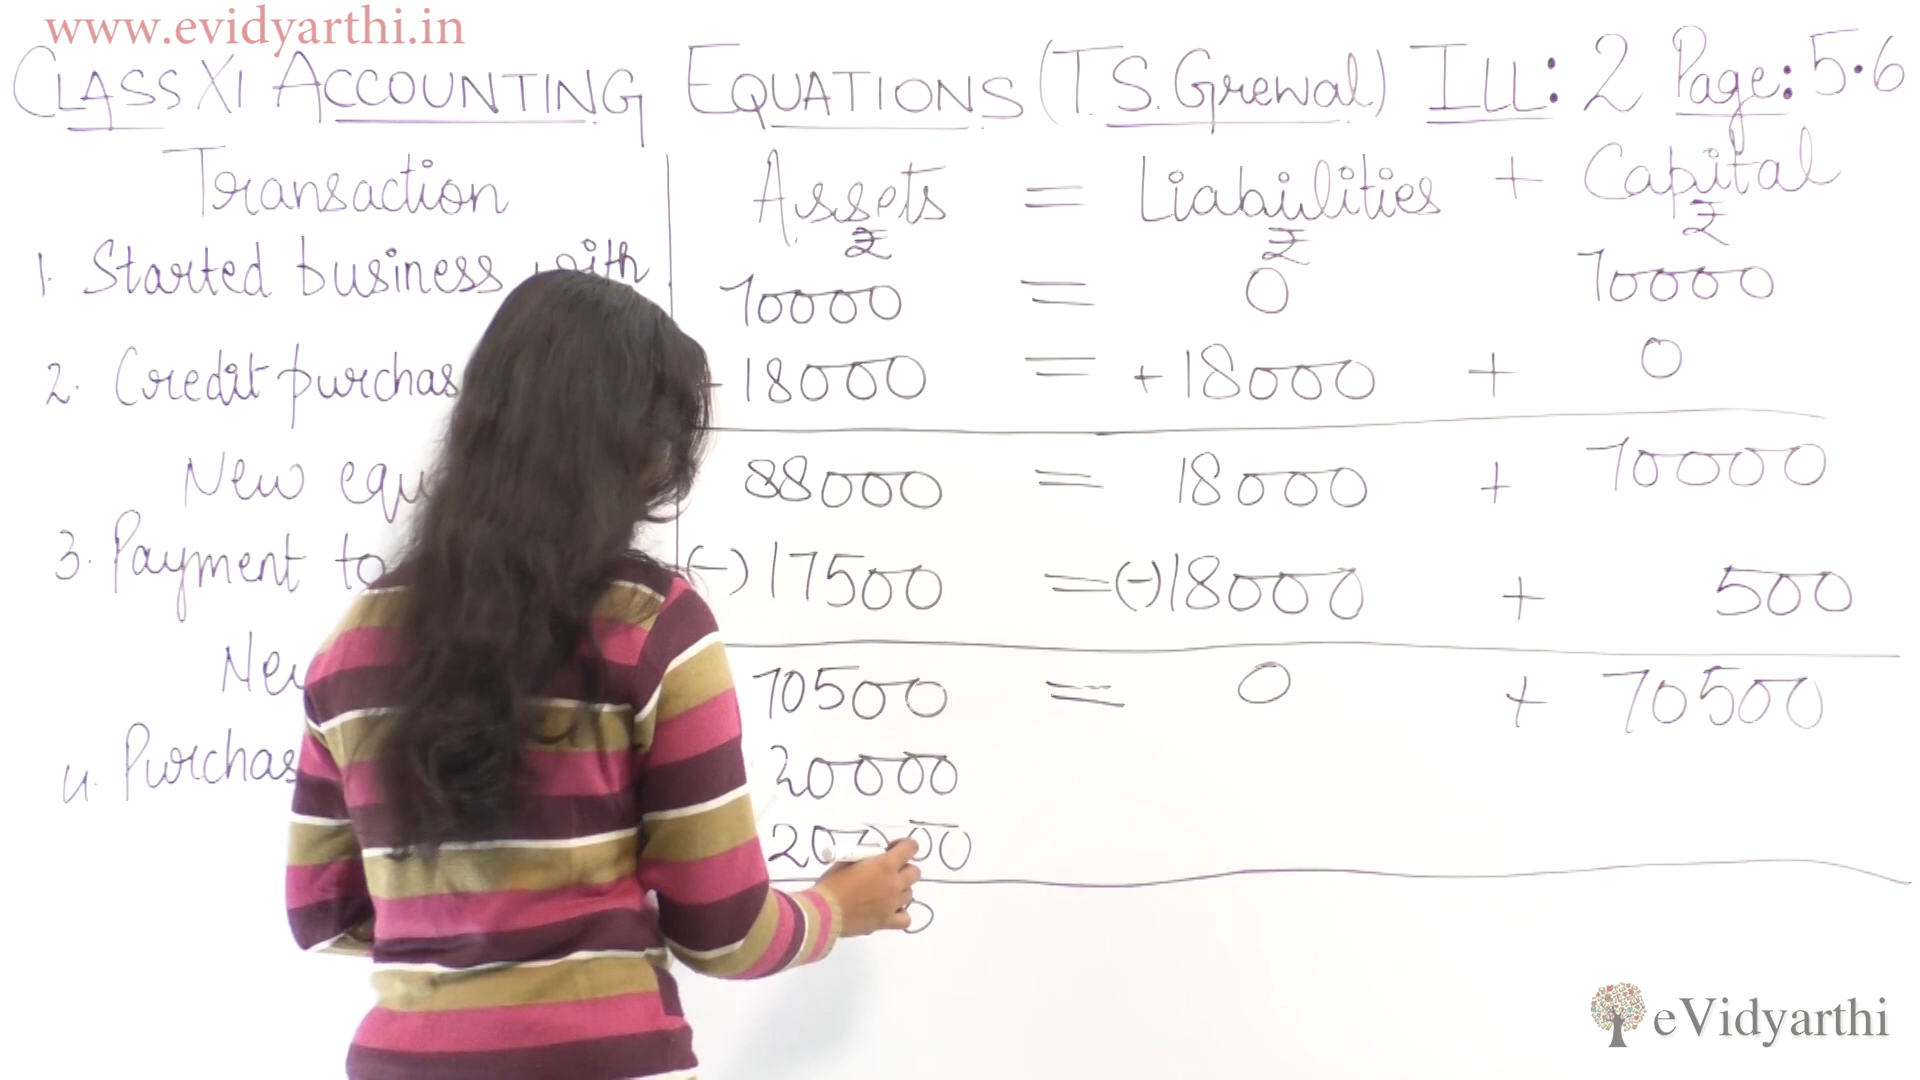 www.evidyarthi.in
CLASS XI ACCOUNTING EQUATIONS (T.S. Grewal) ILL: 2 Page: 5.6
Transaction Assets = Liabilities + Capital
₹ ₹ ₹
1. Started business with 70000 = 0 70000
2. Credit purchas 18000 = + 18000 + 0
New equ 88000 = 18000 + 70000
3. Payment to (-) 17500 = (-) 18000 + 500
Ne 70500 = 0 + 70500
4. Purchas 20000
0
eVidyarthi